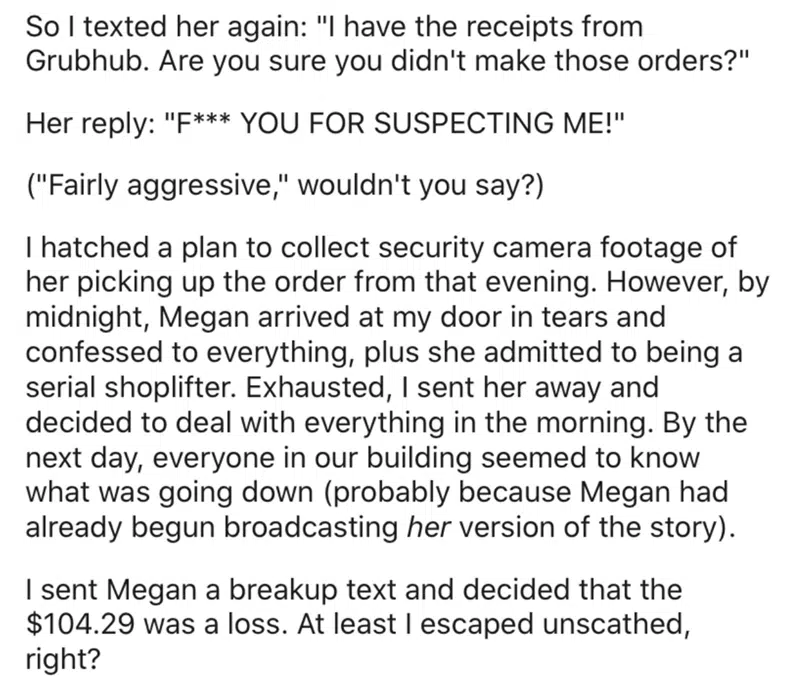 So I texted her again: "I have the receipts from
Grubhub. Are you sure you didn't make those orders?"
Her reply: "F*** YOU FOR SUSPECTING ME!"
("Fairly aggressive," wouldn't you say?)
I hatched a plan to collect security camera footage of
her picking up the order from that evening. However, by
midnight, Megan arrived at my door in tears and
confessed to everything, plus she admitted to being a
serial shoplifter. Exhausted, I sent her away and
decided to deal with everything in the morning. By the
next day, everyone in our building seemed to know
what was going down (probably because Megan had
already begun broadcasting her version of the story).
I sent Megan a breakup text and decided that the
$104.29 was a loss. At least I escaped unscathed,
right?